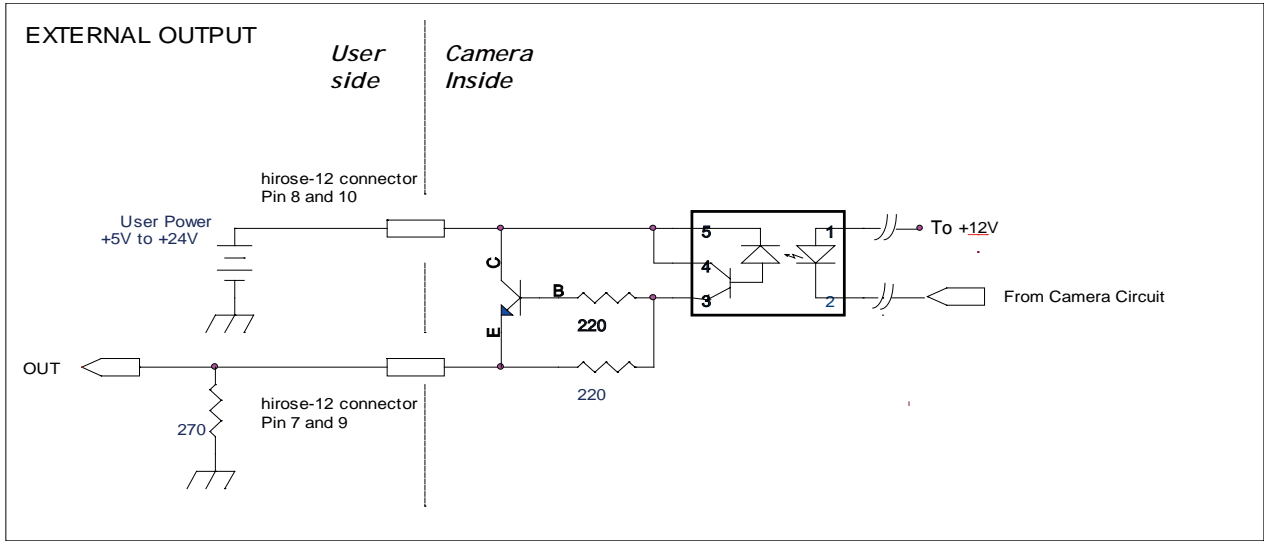 EXTERNAL OUTPUT
User
side
Camera
Inside
hirose-12 connector
Pin 8 and 10
User Power
+5V to +24V
5
1
To +12V
4
C
B
3
2
From Camera Circuit
220
E
OUT
220
hirose-12 connector
Pin 7 and 9
270